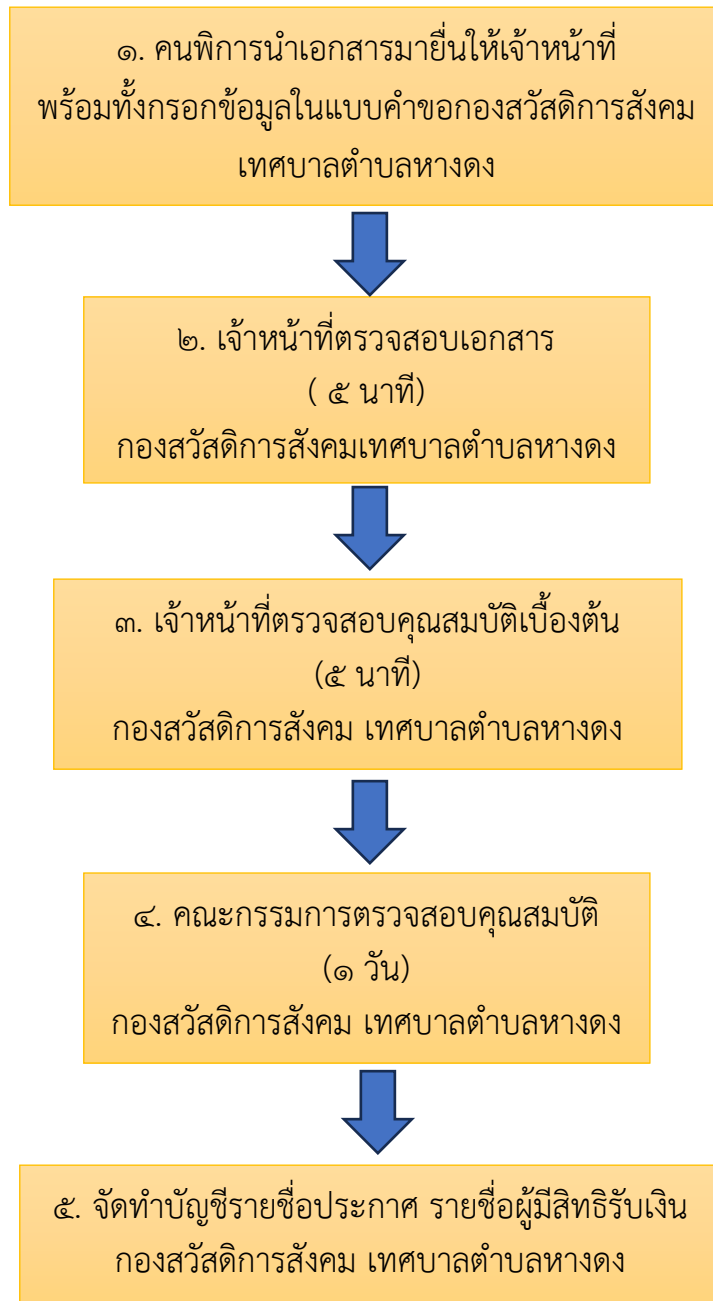 ๑. คนพิการนำเอกสารมายื่นให้เจ้าหน้าที่
พร้อมทั้งกรอกข้อมูลในแบบคำขอกองสวัสดิการสังคม
เทศบาลตำบลหางดง
๒. เจ้าหน้าที่ตรวจสอบเอกสาร
( ๕ นาที)
กองสวัสดิการสังคมเทศบาลตำบลหางดง
๓. เจ้าหน้าที่ตรวจสอบคุณสมบัติเบื้องต้น
(๕ นาที)
กองสวัสดิการสังคม เทศบาลตำบลหางดง
๔. คณะกรรมการตรวจสอบคุณสมบัติ
(๑ วัน)
กองสวัสดิการสังคม เทศบาลตำบลหางดง
๕. จัดทำบัญชีรายชื่อประกาศ รายชื่อผู้มีสิทธิรับเงิน
กองสวัสดิการสังคม เทศบาลตำบลหางดง